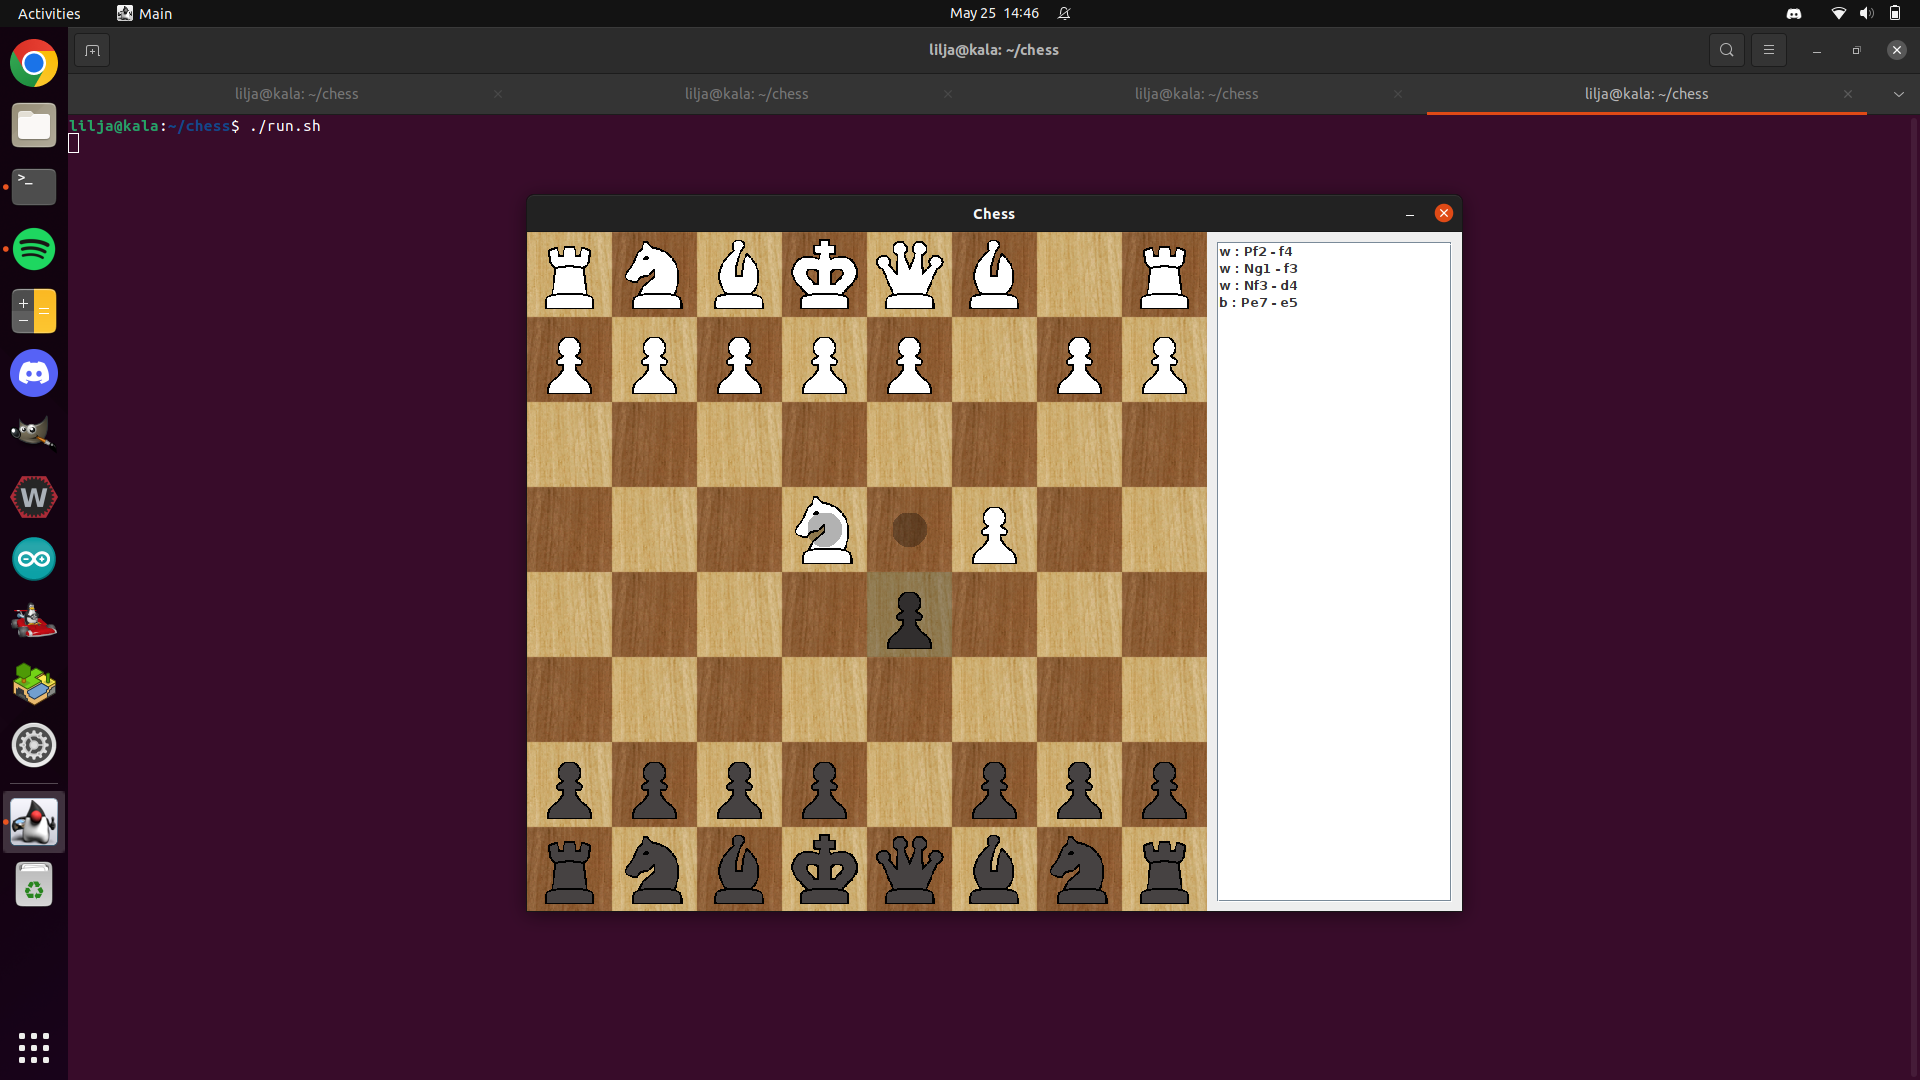 Activities
Main
May 25 14:46
lilja@kala: ~/chess
lilja@kala: ~/chess
lilja@kala: ~/chess
lilja@kala: ~/chess
lilja@kala: ~/chess
lilja@kala:~/chess$ ./run.sh
Chess
w : Pf2 - f4
w : Ng1 - f3
w : Nf3 - d4
b : Pe7 - e5
>_
W